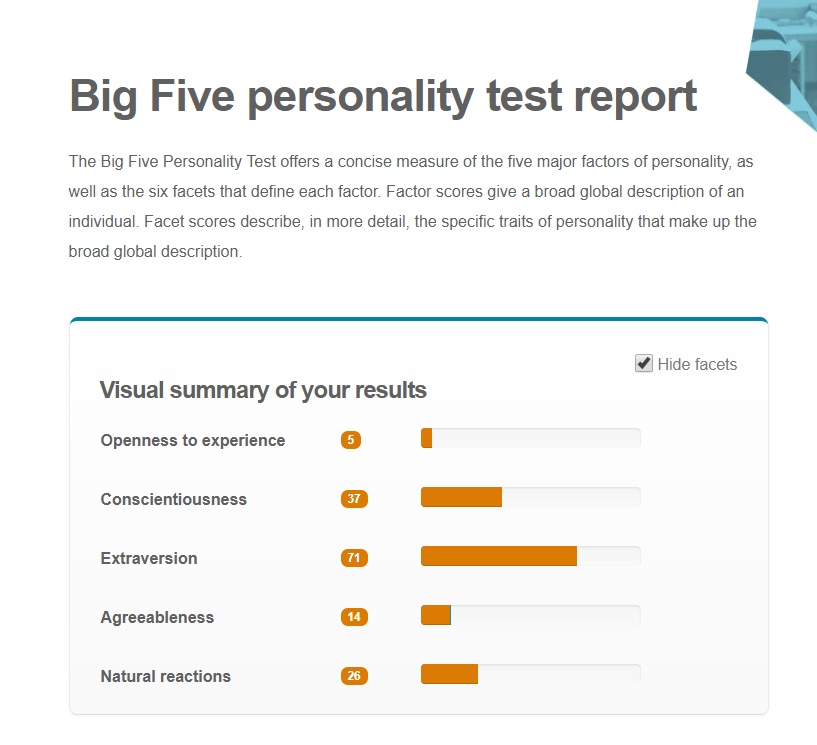 Big Five personality test report
The Big Five Personality Test offers a concise measure of the five major factors of personality, as
well as the six facets that define each factor. Factor scores give a broad global description of an
individual. Facet scores describe, in more detail, the specific traits of personality that make up the
broad global description.
Hide facets
Visual summary of your results
Openness to experience 5
Conscientiousness 37
Extraversion 71
Agreeableness 14
Natural reactions 26